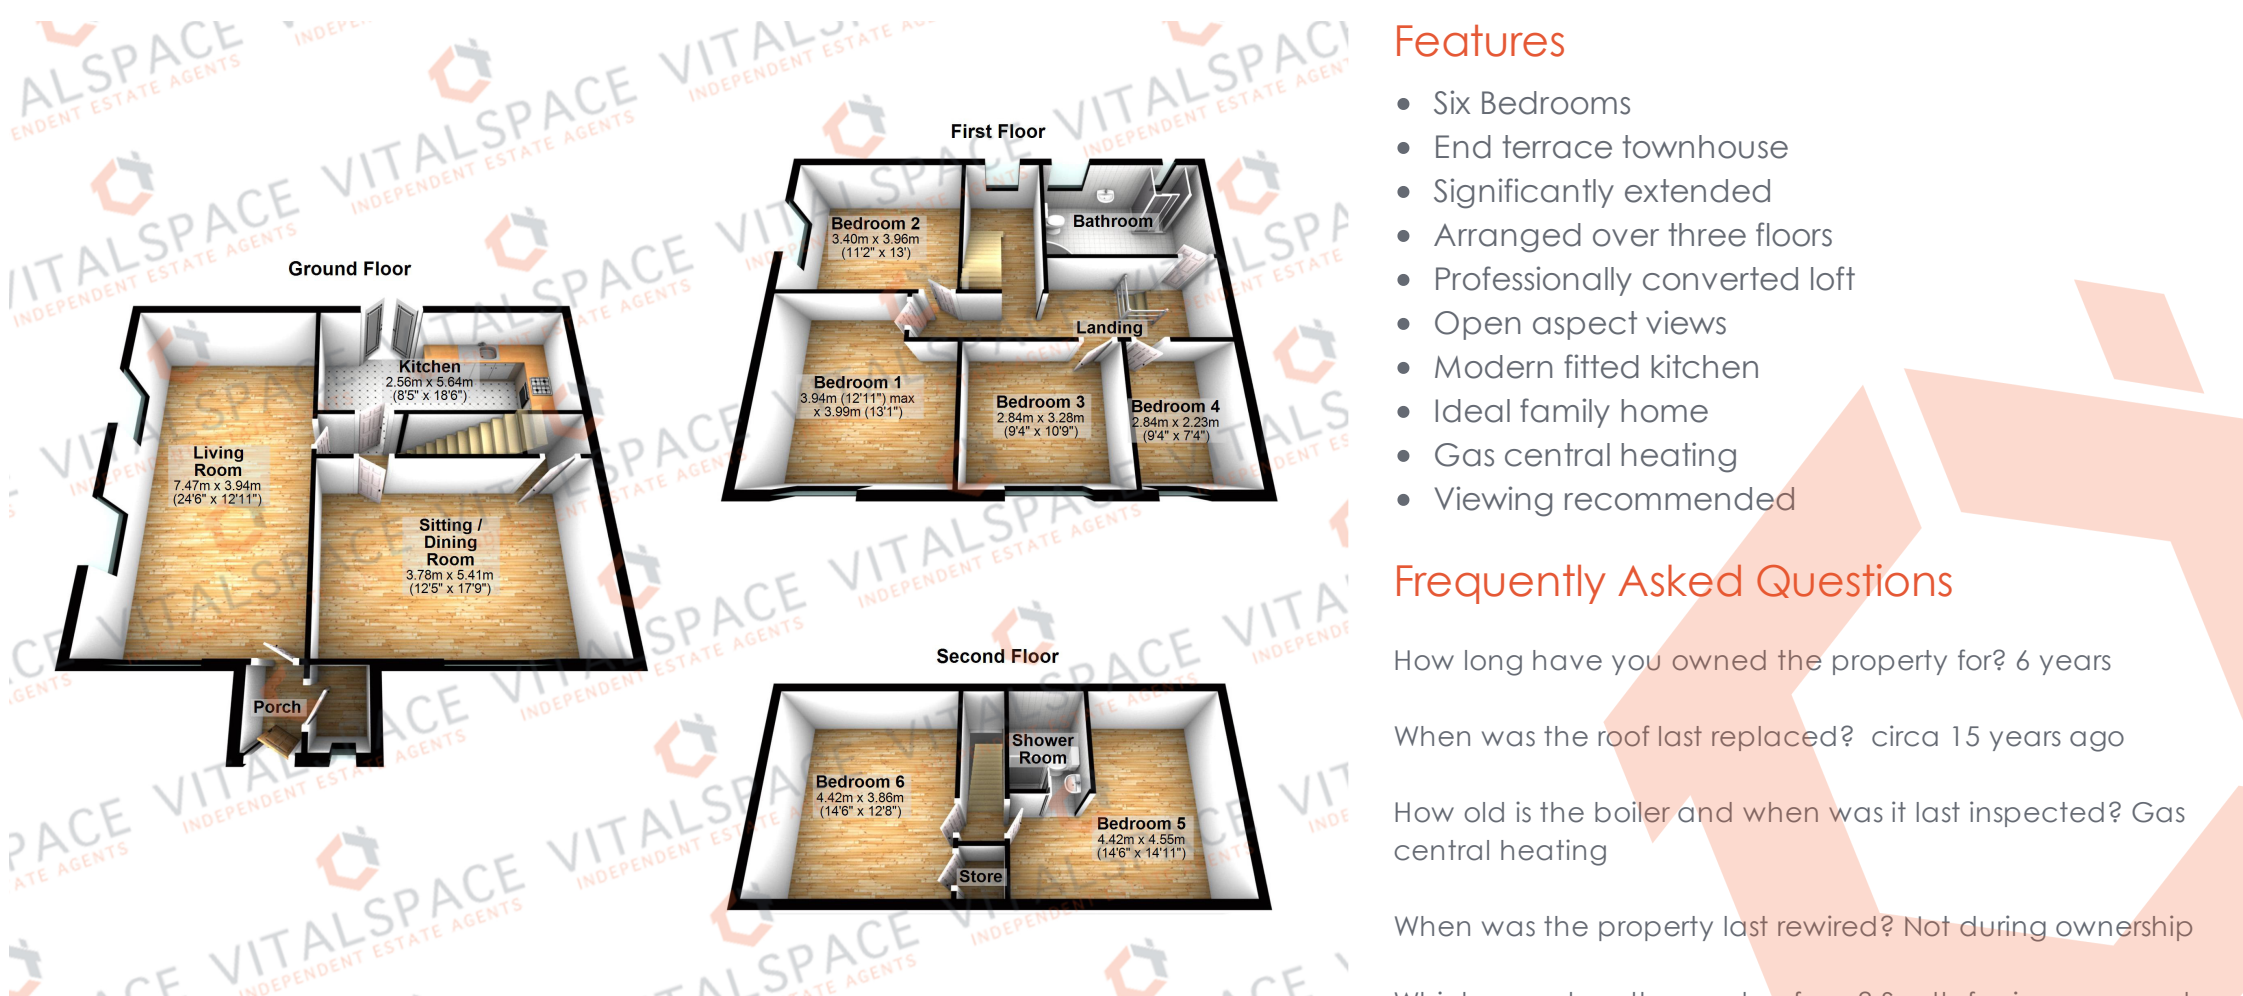 Ground Floor
Kitchen
2.56m x 5.64m
(8'5" x 18'6")
Living
Room
7.47m x 3.94m
(24'6" x 12'11")
Sitting /
Dining
Room
3.78m x 5.41m
(12'5" x 17'9")
Porch
First Floor
Bedroom 2
3.40m x 3.96m
(11'2" x 13')
Bathroom
Landing
Bedroom 1
3.94m (12'11") max
x 3.99m (13'1")
Bedroom 3
2.84m x 3.28m
(9'4" x 10'9")
Bedroom 4
2.84m x 2.23m
(9'4" x 7'4")
Second Floor
Shower
Room
Bedroom 6
4.42m x 3.86m
(14'6" x 12'8")
Bedroom 5
4.42m x 4.55m
(14'6" x 14'11")
Store
VITALSPACE
INDEPENDENT ESTATE AGENTS
Features
• Six Bedrooms
• End terrace townhouse
• Significantly extended
• Arranged over three floors
• Professionally converted loft
• Open aspect views
• Modern fitted kitchen
• Ideal family home
• Gas central heating
• Viewing recommended
Frequently Asked Questions
How long have you owned the property for? 6 years
When was the roof last replaced? circa 15 years ago
How old is the boiler and when was it last inspected? Gas
central heating
When was the property last rewired? Not during ownership